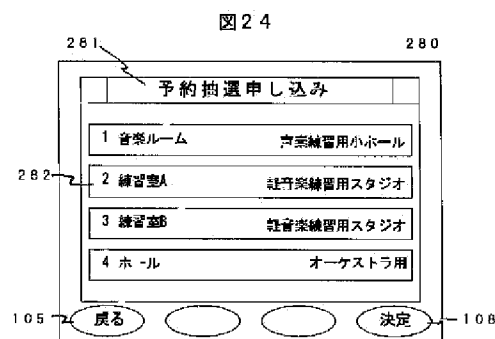 図24
281 280
予約抽選申し込み
1 音楽ルーム 音楽練習用小ホール
282 2 練習室A 軽音楽練習用スタジオ
3 練習室B 軽音楽練習用スタジオ
4 ホール オーケストラ用
105 戻る 決定 106